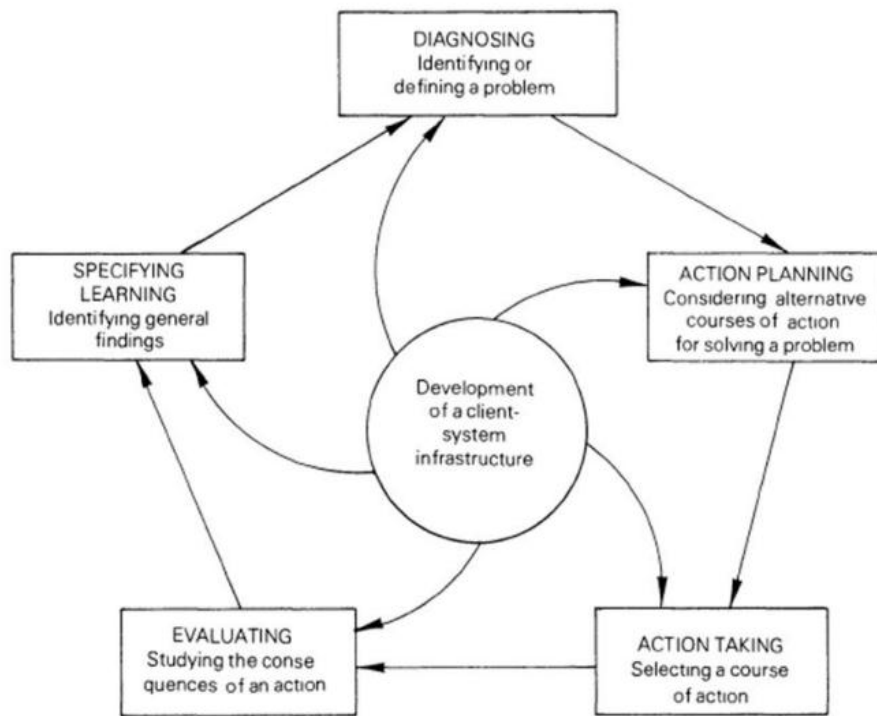 DIAGNOSING
Identifying or
defining a problem
ACTION PLANNING
Considering alternative
courses of action
for solving a problem
SPECIFYING
LEARNING
Identifying general
findings
Development
of a client-
system
infrastructure
EVALUATING
Studying the conse
quences of an action
ACTION TAKING
Selecting a course
of action